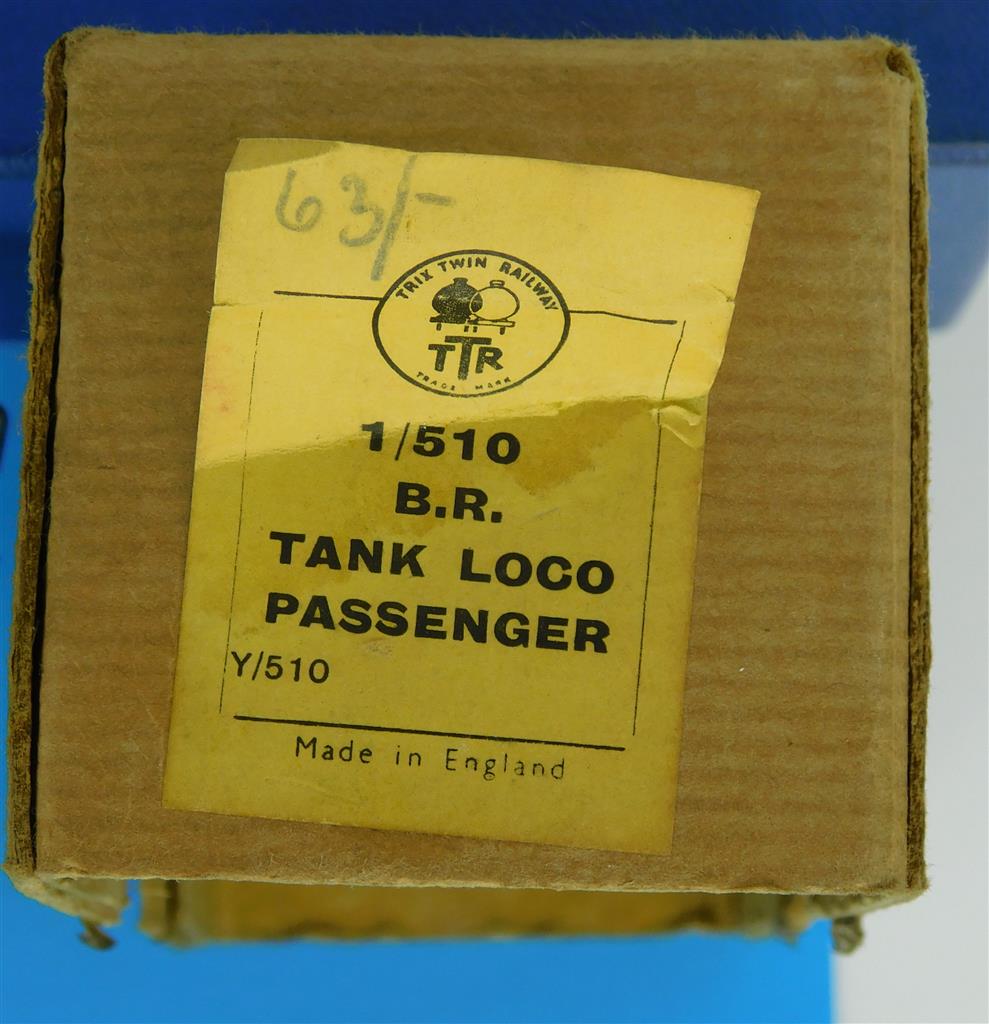 63/-
TRIX TWIN RAILWAY
TTR
TRADE MARK
1/510
B.R.
TANK LOCO
PASSENGER
Y/510
Made in England